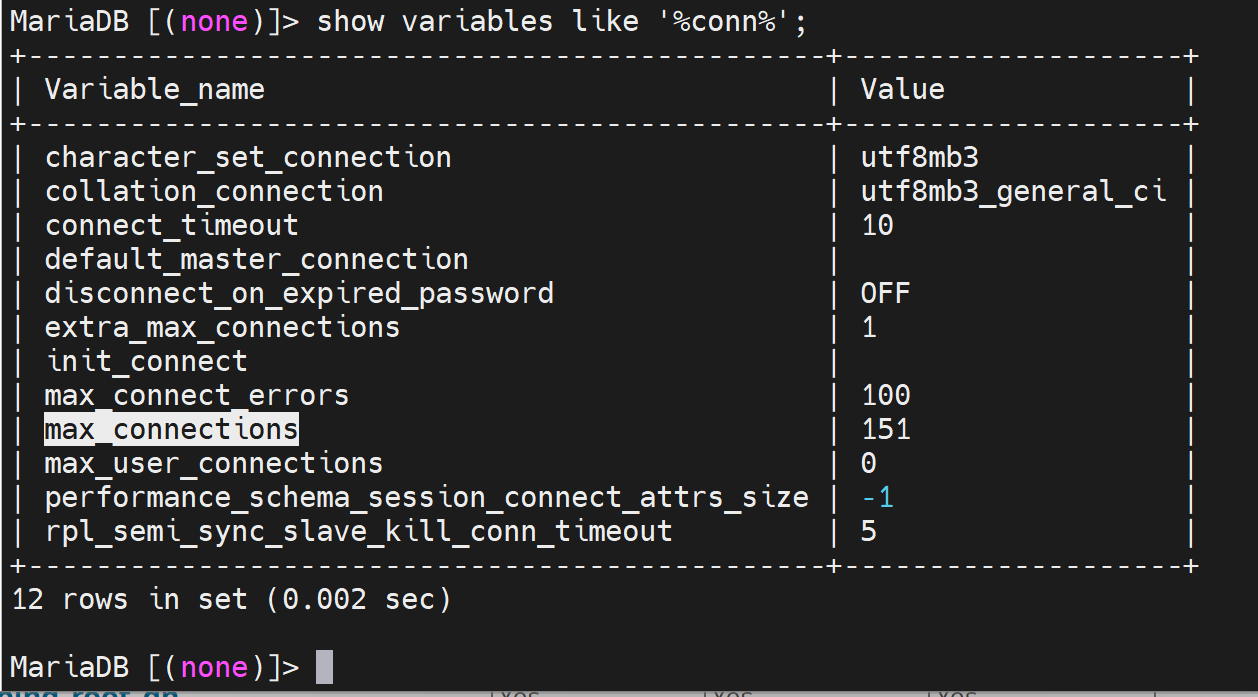 MariaDB [(none)]> show variables like '%conn%';
+-----------------------------------------------+--------------------+
| Variable_name                                 | Value              |
+-----------------------------------------------+--------------------+
| character_set_connection                      | utf8mb3            |
| collation_connection                          | utf8mb3_general_ci |
| connect_timeout                               | 10                 |
| default_master_connection                     |                    |
| disconnect_on_expired_password                | OFF                |
| extra_max_connections                         | 1                  |
| init_connect                                  |                    |
| max_connect_errors                            | 100                |
| max_connections                               | 151                |
| max_user_connections                          | 0                  |
| performance_schema_session_connect_attrs_size | -1                 |
| rpl_semi_sync_slave_kill_conn_timeout         | 5                  |
+-----------------------------------------------+--------------------+
12 rows in set (0.002 sec)
MariaDB [(none)]>